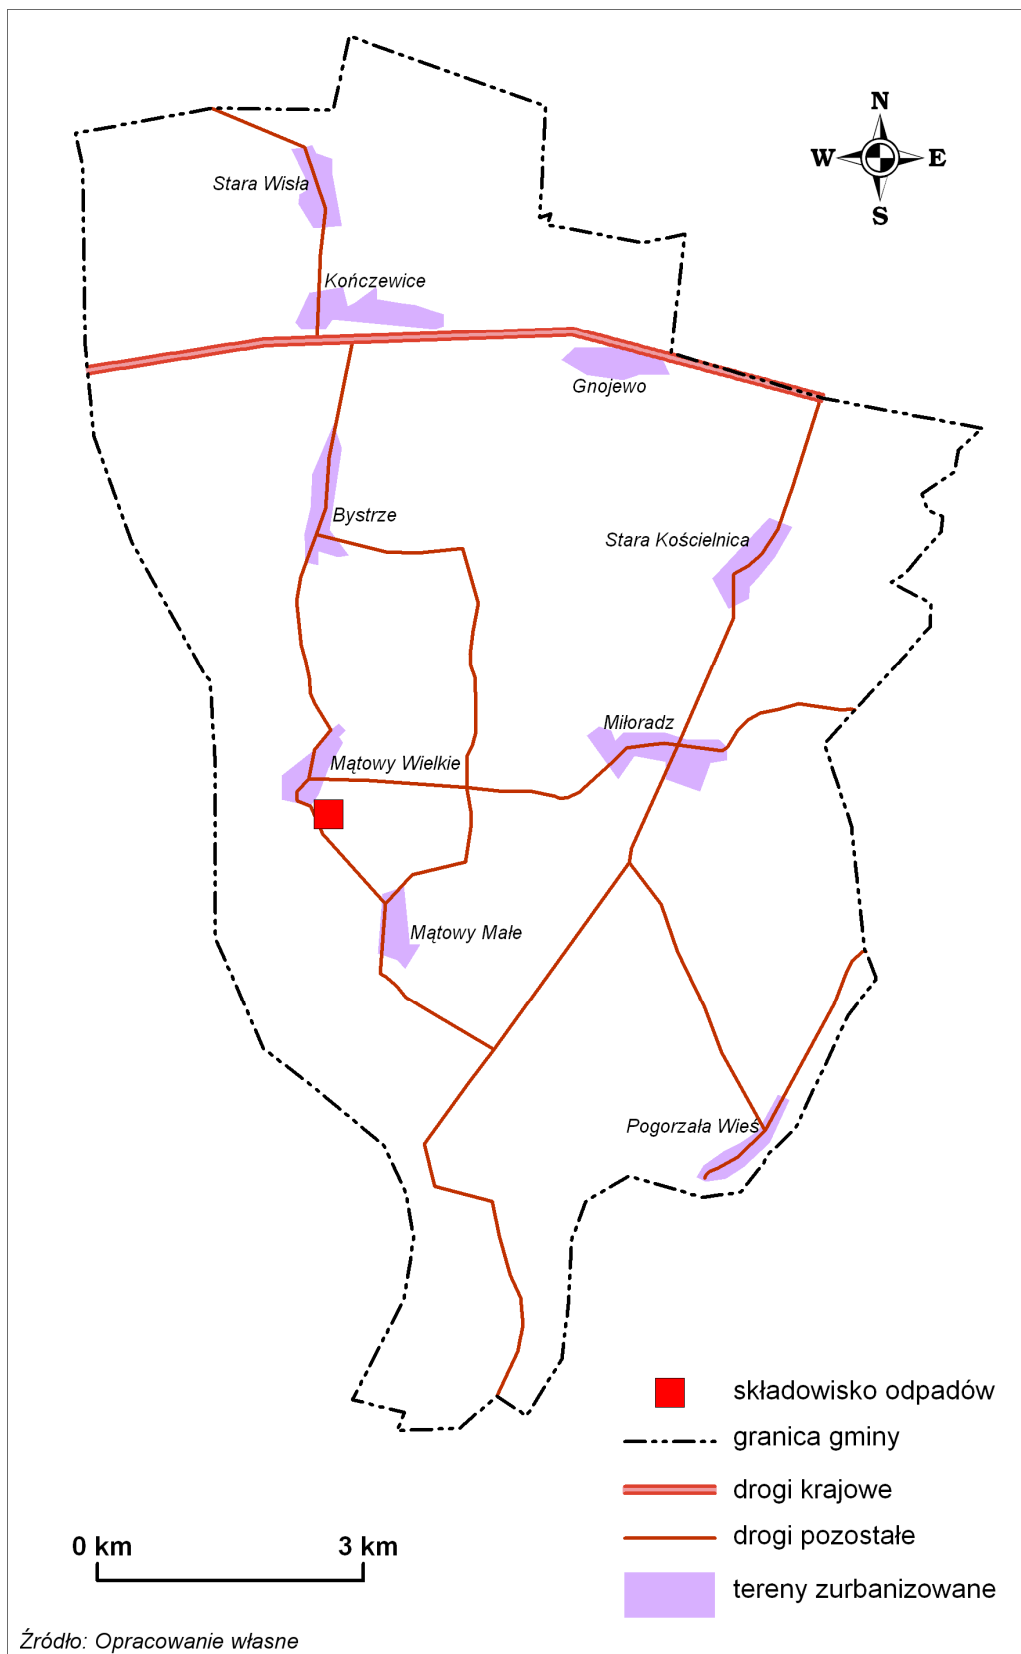 N
W E
S
Stara Wisła
Kończewice
Gnojewo
Bystrze
Stara Kościelnica
Miłoradz
Mątowy Wielkie
Mątowy Małe
Pogorzała Wieś
składowisko odpadów
granica gminy
drogi krajowe
drogi pozostałe
tereny zurbanizowane
0 km 3 km
Źródło: Opracowanie własne